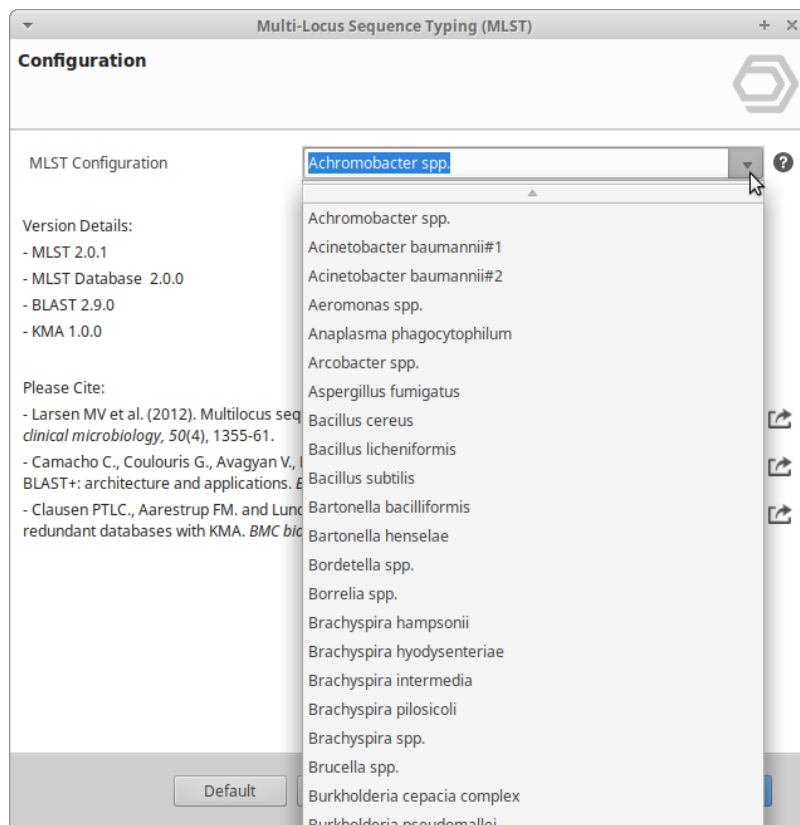 Multi-Locus Sequence Typing (MLST)
Configuration
MLST Configuration
Achromobacter spp.
Version Details:
- MLST 2.0.1
- MLST Database 2.0.0
- BLAST 2.9.0
- KMA 1.0.0
Please Cite:
- Larsen MV et al. (2012). Multilocus seq
clinical microbiology, 50(4), 1355-61.
- Camacho C., Coulouris G., Avagyan V.,
BLAST+: architecture and applications.
- Clausen PTLC., Aarestrup FM. and Lund
redundant databases with KMA. BMC bio
Achromobacter spp.
Acinetobacter baumannii#1
Acinetobacter baumannii#2
Aeromonas spp.
Anaplasma phagocytophilum
Arcobacter spp.
Aspergillus fumigatus
Bacillus cereus
Bacillus licheniformis
Bacillus subtilis
Bartonella bacilliformis
Bartonella henselae
Bordetella spp.
Borrelia spp.
Brachyspira hampsonii
Brachyspira hyodysenteriae
Brachyspira intermedia
Brachyspira pilosicoli
Brachyspira spp.
Brucella spp.
Burkholderia cepacia complex
Burkholderia pseudomallei
Default